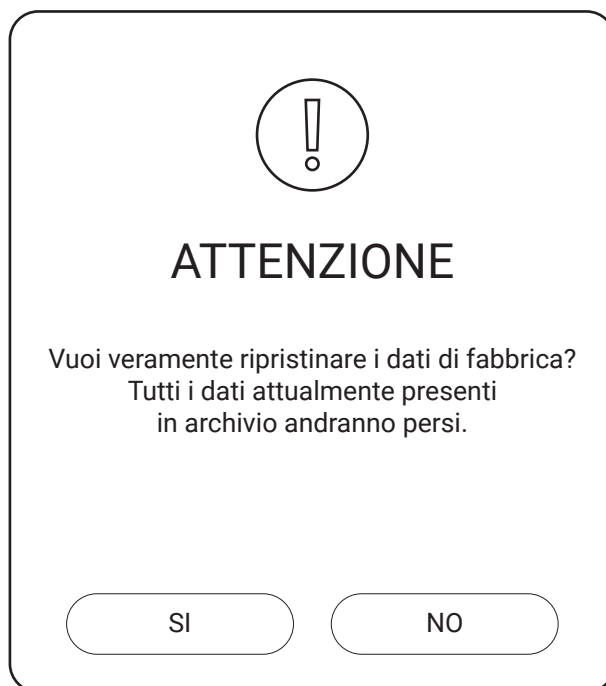 ATTENZIONE
Vuoi veramente ripristinare i dati di fabbrica?
Tutti i dati attualmente presenti
in archivio andranno persi.
SI
NO